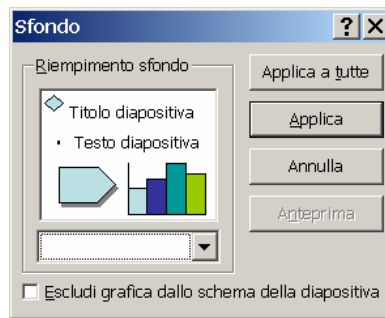 Sfondo
Riempimento sfondo
Titolo diapositiva
• Testo diapositiva
Applica a tutte
Applica
Annulla
Anteprima
Escludi grafica dallo schema della diapositiva